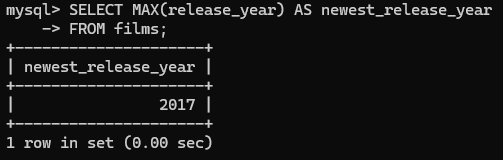 mysql> SELECT MAX(release_year) AS newest_release_year
    -> FROM films;
+---------------------+
| newest_release_year |
+---------------------+
|                2017 |
+---------------------+
1 row in set (0.00 sec)